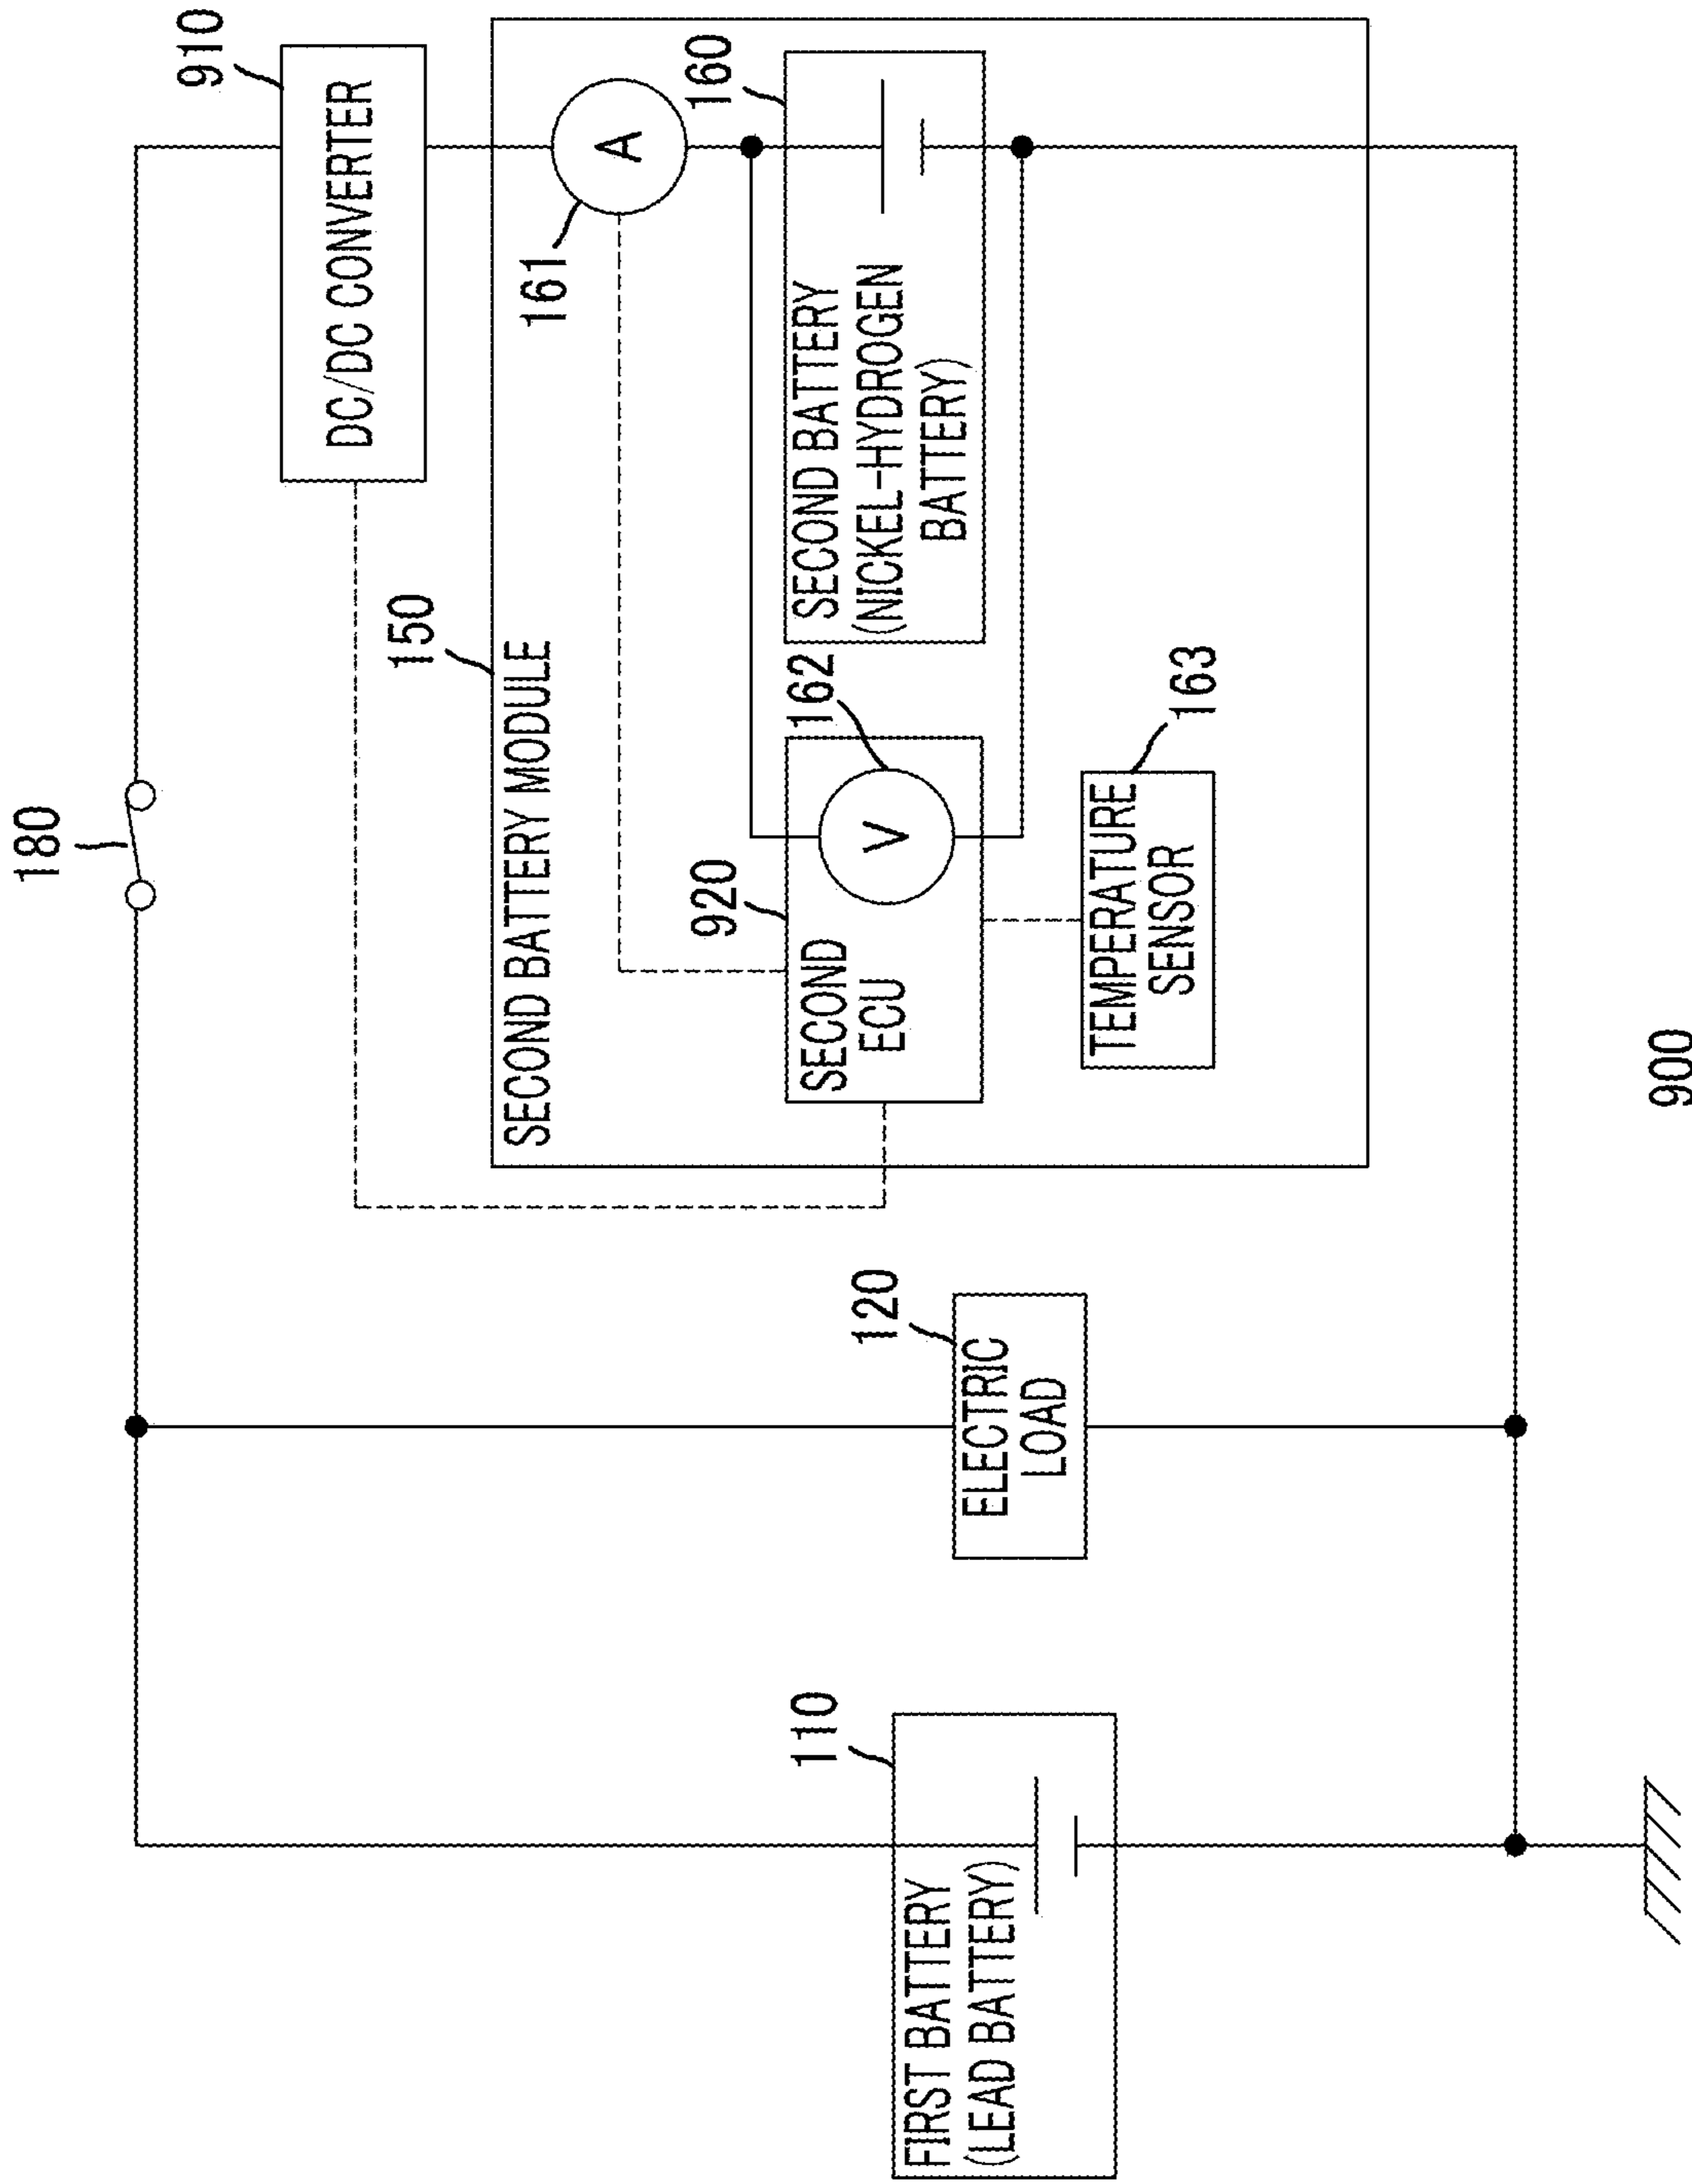 180
910
DC/DC CONVERTER
150
SECOND BATTERY MODULE
161
A
160
SECOND BATTERY
(NICKEL-HYDROGEN
BATTERY)
162
V
920
SECOND
ECU
163
TEMPERATURE
SENSOR
120
ELECTRIC
LOAD
110
FIRST BATTERY
(LEAD BATTERY)
900